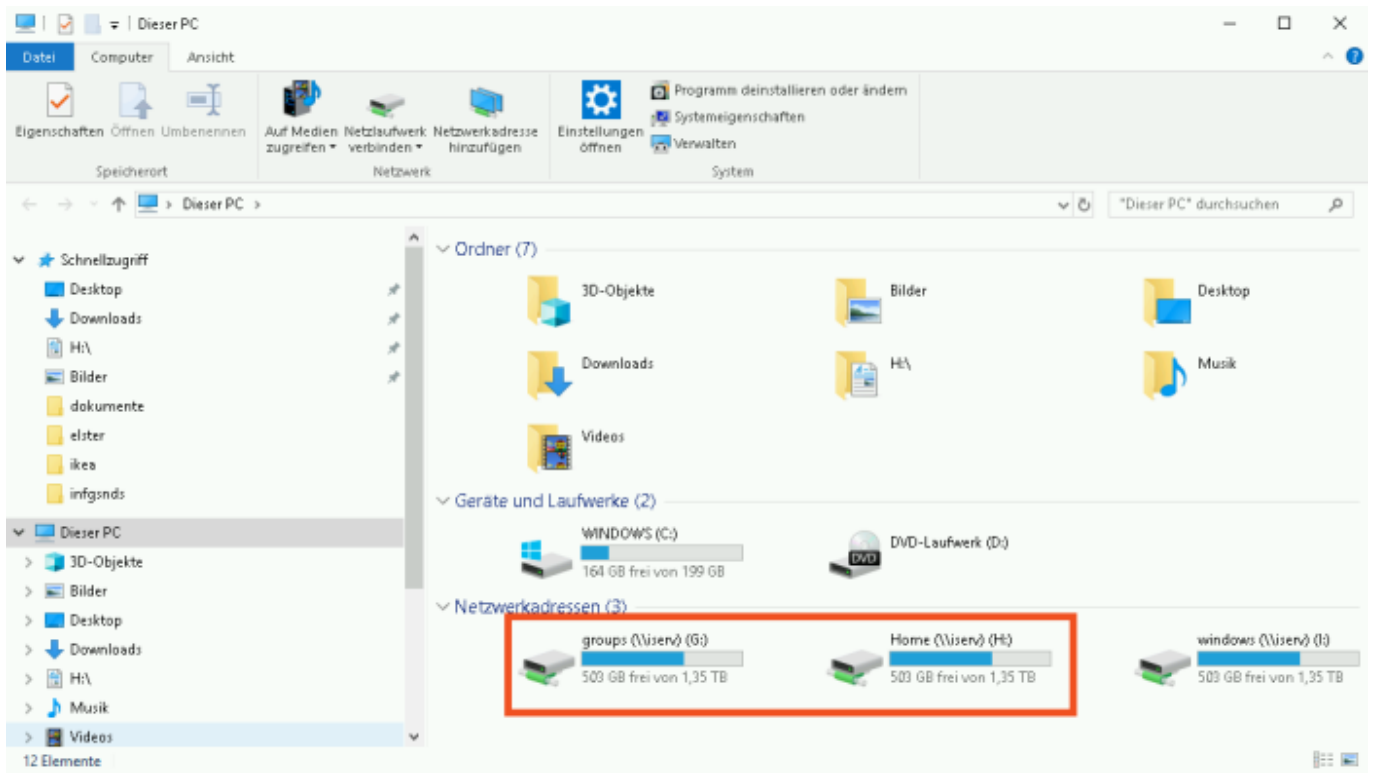 Dieser PC
Datei Computer Ansicht
Eigenschaften Öffnen Umbenennen
Auf Medien zugreifen
Netzlaufwerk verbinden
Netzwerkadresse hinzufügen
Einstellungen öffnen
Programm deinstallieren oder ändern
Systemeigenschaften
Verwalten
Speicherort Netzwerk System
Dieser PC
"Dieser PC" durchsuchen
Schnellzugriff
Desktop
Downloads
H:\
Bilder
dokumente
elster
ikea
infgsnds
Dieser PC
3D-Objekte
Bilder
Desktop
Downloads
H:\
Musik
Videos
Ordner (7)
3D-Objekte Bilder Desktop
Downloads H:\ Musik
Videos
Geräte und Laufwerke (2)
WINDOWS (C:)
164 GB frei von 199 GB
DVD-Laufwerk (D:)
DVD
Netzwerkadressen (3)
groups (\\iserv) (G:)
503 GB frei von 1,35 TB
Home (\\iserv) (H:)
503 GB frei von 1,35 TB
windows (\\iserv) (I:)
503 GB frei von 1,35 TB
12 Elemente